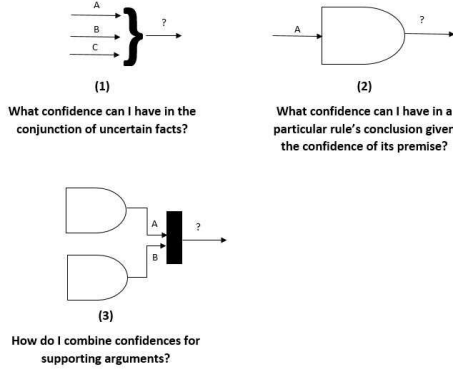 A
B
C
?
(1)
What confidence can I have in the
conjunction of uncertain facts?
A
?
(2)
What confidence can I have in a
particular rule's conclusion given
the confidence of its premise?
A
B
?
(3)
How do I combine confidences for
supporting arguments?